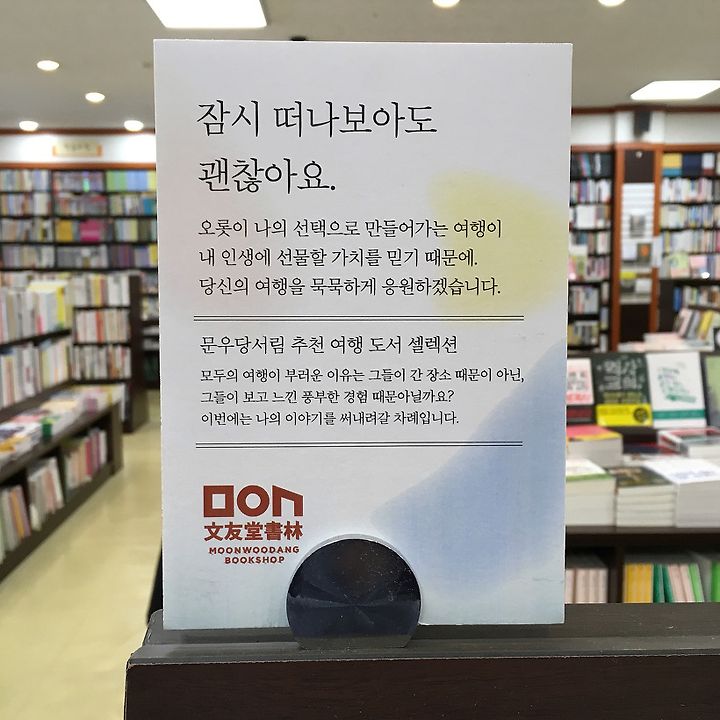 잠시 떠나보아도
괜찮아요.
오롯이 나의 선택으로 만들어가는 여행이
내 인생에 선물할 가치를 믿기 때문에.
당신의 여행을 묵묵하게 응원하겠습니다.
문우당서림 추천 여행 도서 셀렉션
모두의 여행이 부러운 이유는 그들이 간 장소 때문이 아닌,
그들이 보고 느낀 풍부한 경험 때문아닐까요?
이번에는 나의 이야기를 써내려갈 차례입니다.
文友堂書林
MOONWOODANG
BOOKSHOP